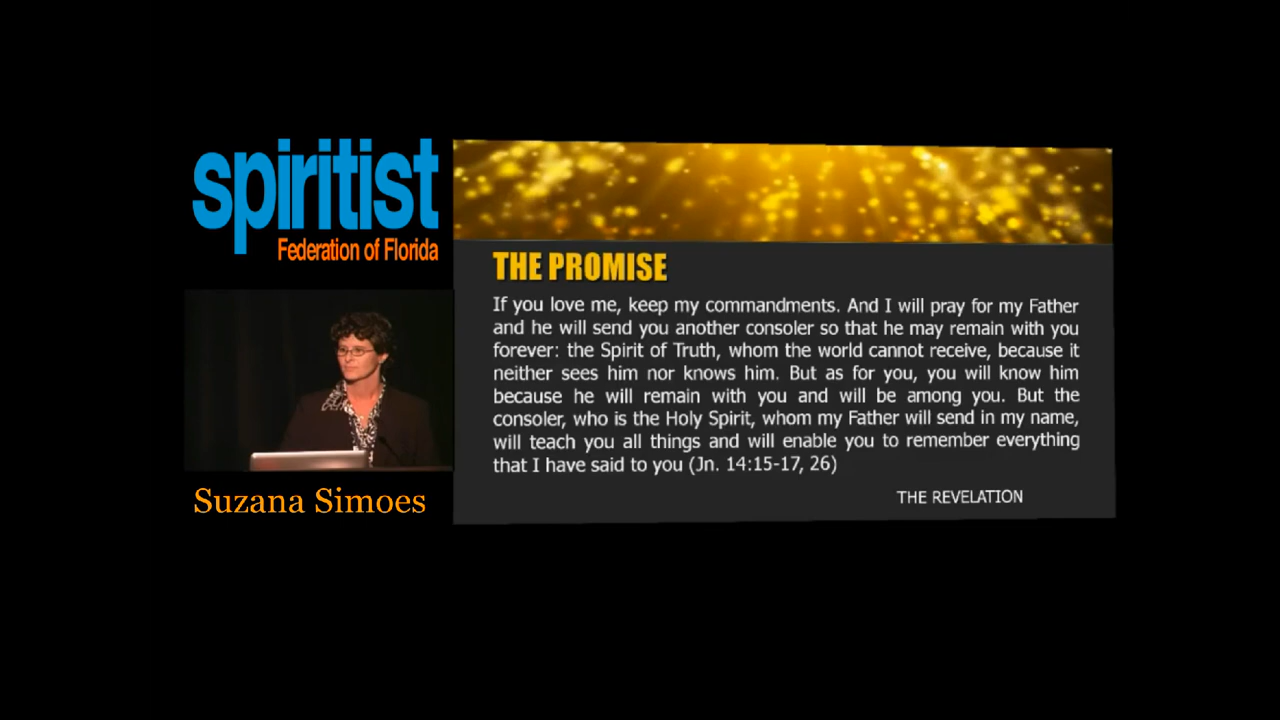 spiritist
Federation of Florida
Suzana Simoes
THE PROMISE
If you love me, keep my commandments. And I will pray for my Father
and he will send you another consoler so that he may remain with you
forever: the Spirit of Truth, whom the world cannot receive, because it
neither sees him nor knows him. But as for you, you will know him
because he will remain with you and will be among you. But the
consoler, who is the Holy Spirit, whom my Father will send in my name,
will teach you all things and will enable you to remember everything
that I have said to you (Jn. 14:15-17, 26)
THE REVELATION